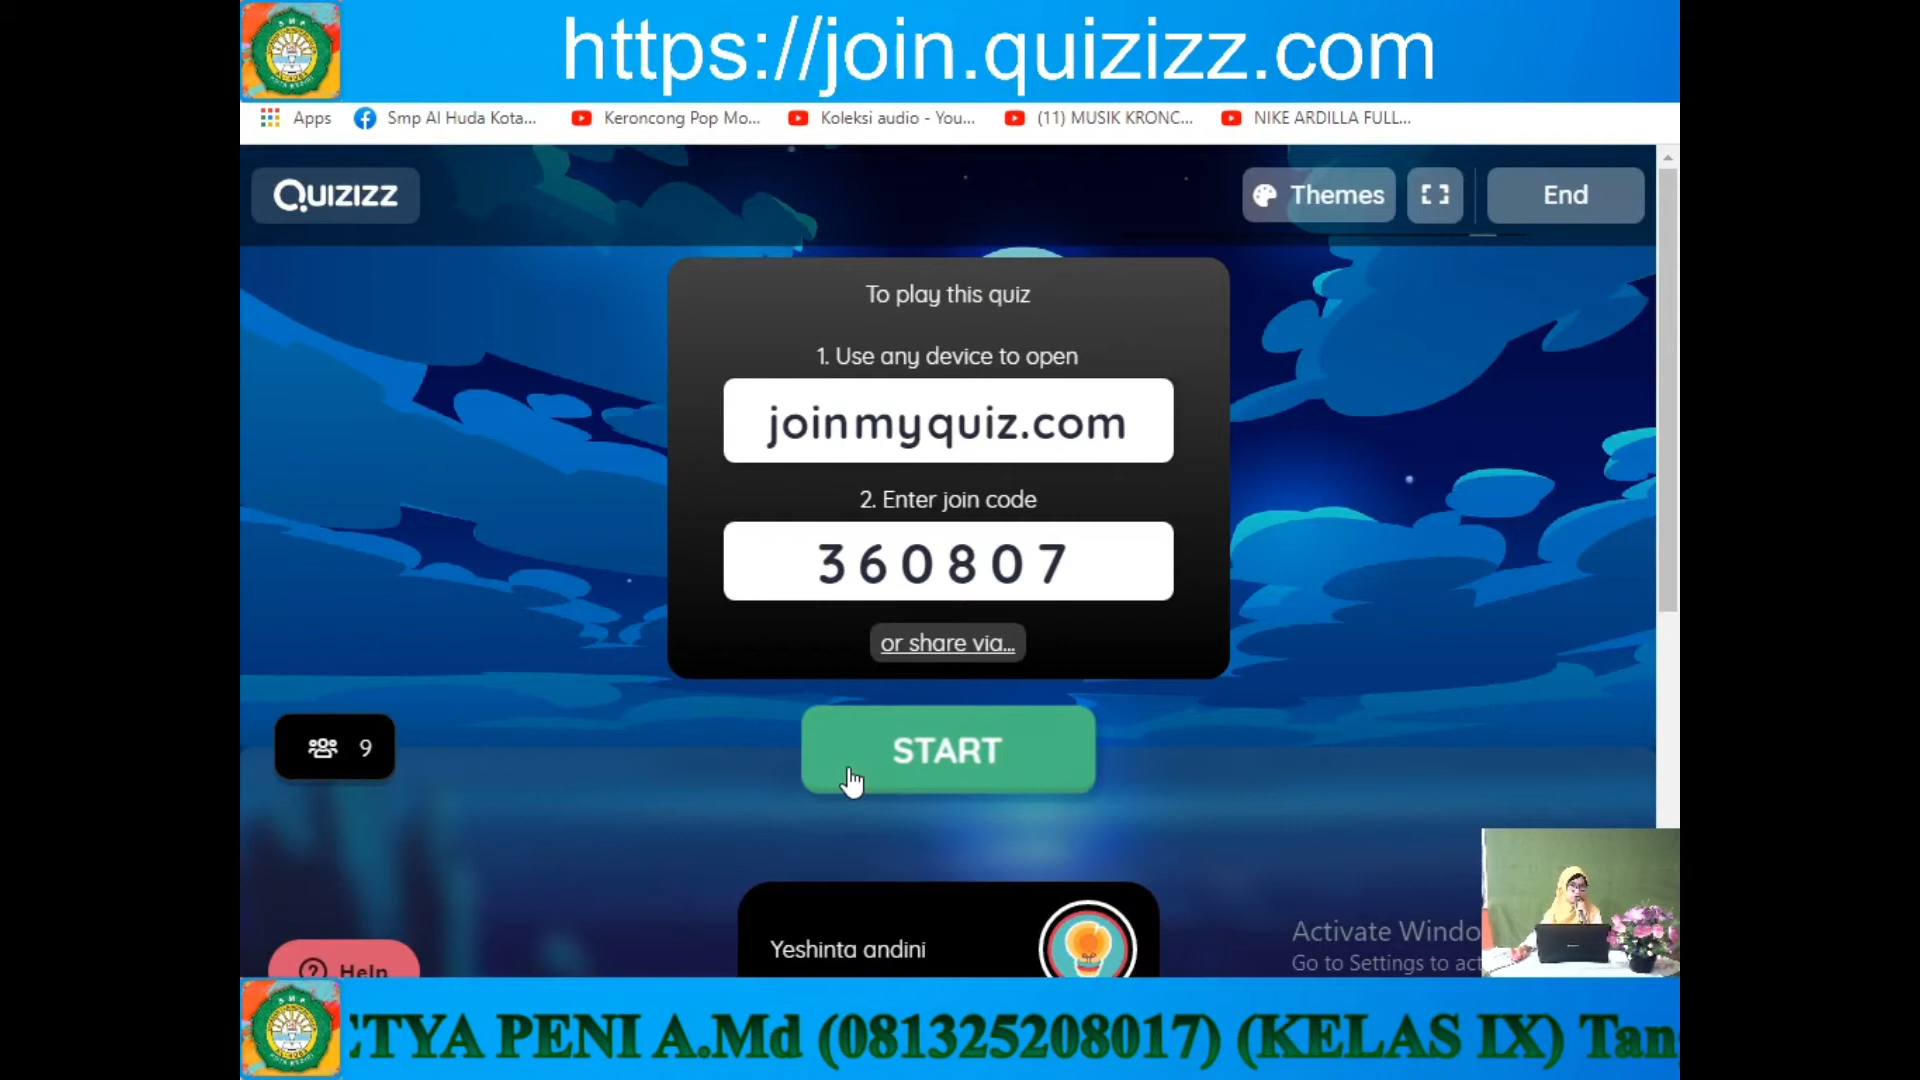 https://join.quizizz.com
Apps
Smp Al Huda Kota...
Keroncong Pop Mo...
Koleksi audio - You...
(11) MUSIK KRONC...
NIKE ARDILLA FULL...
QUIZIZZ
Themes
End
To play this quiz
1. Use any device to open
joinmyquiz.com
2. Enter join code
360807
or share via...
9
START
Yeshinta andini
Help
Activate Windo
Go to Settings to act
ETYA PENI A.Md (081325208017) (KELAS IX) Tan